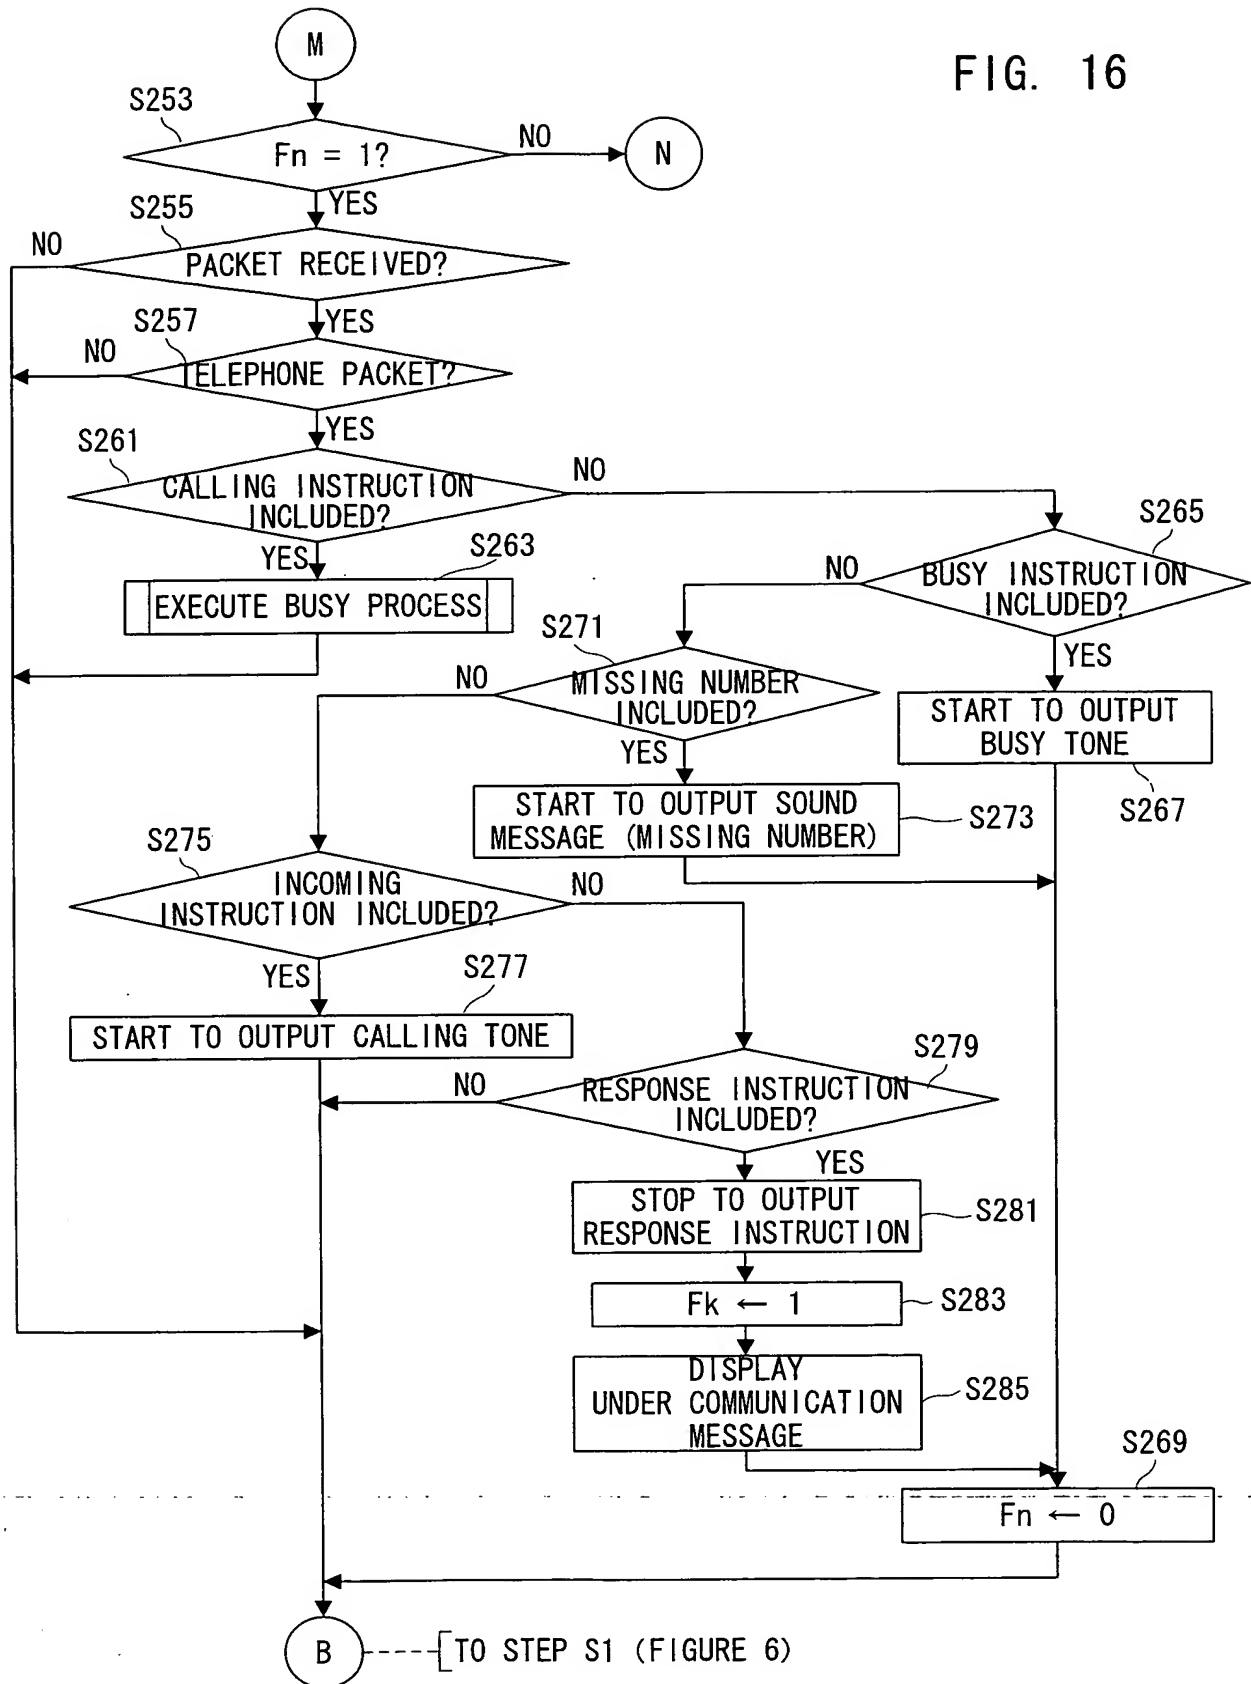 M
FIG. 16
S253
Fn = 1?
NO
N
YES
S255
NO
PACKET RECEIVED?
YES
S257
NO
TELEPHONE PACKET?
YES
S261
CALLING INSTRUCTION
INCLUDED?
NO
YES
S263
EXECUTE BUSY PROCESS
S265
BUSY INSTRUCTION
INCLUDED?
NO
YES
START TO OUTPUT
BUSY TONE
S267
S271
MISSING NUMBER
INCLUDED?
NO
YES
START TO OUTPUT SOUND
MESSAGE (MISSING NUMBER)
S273
S275
INCOMING
INSTRUCTION INCLUDED?
NO
YES
S277
START TO OUTPUT CALLING TONE
S279
RESPONSE INSTRUCTION
INCLUDED?
NO
YES
STOP TO OUTPUT
RESPONSE INSTRUCTION
S281
Fk ← 1
S283
DISPLAY
UNDER COMMUNICATION
MESSAGE
S285
S269
Fn ← 0
B
TO STEP S1 (FIGURE 6)